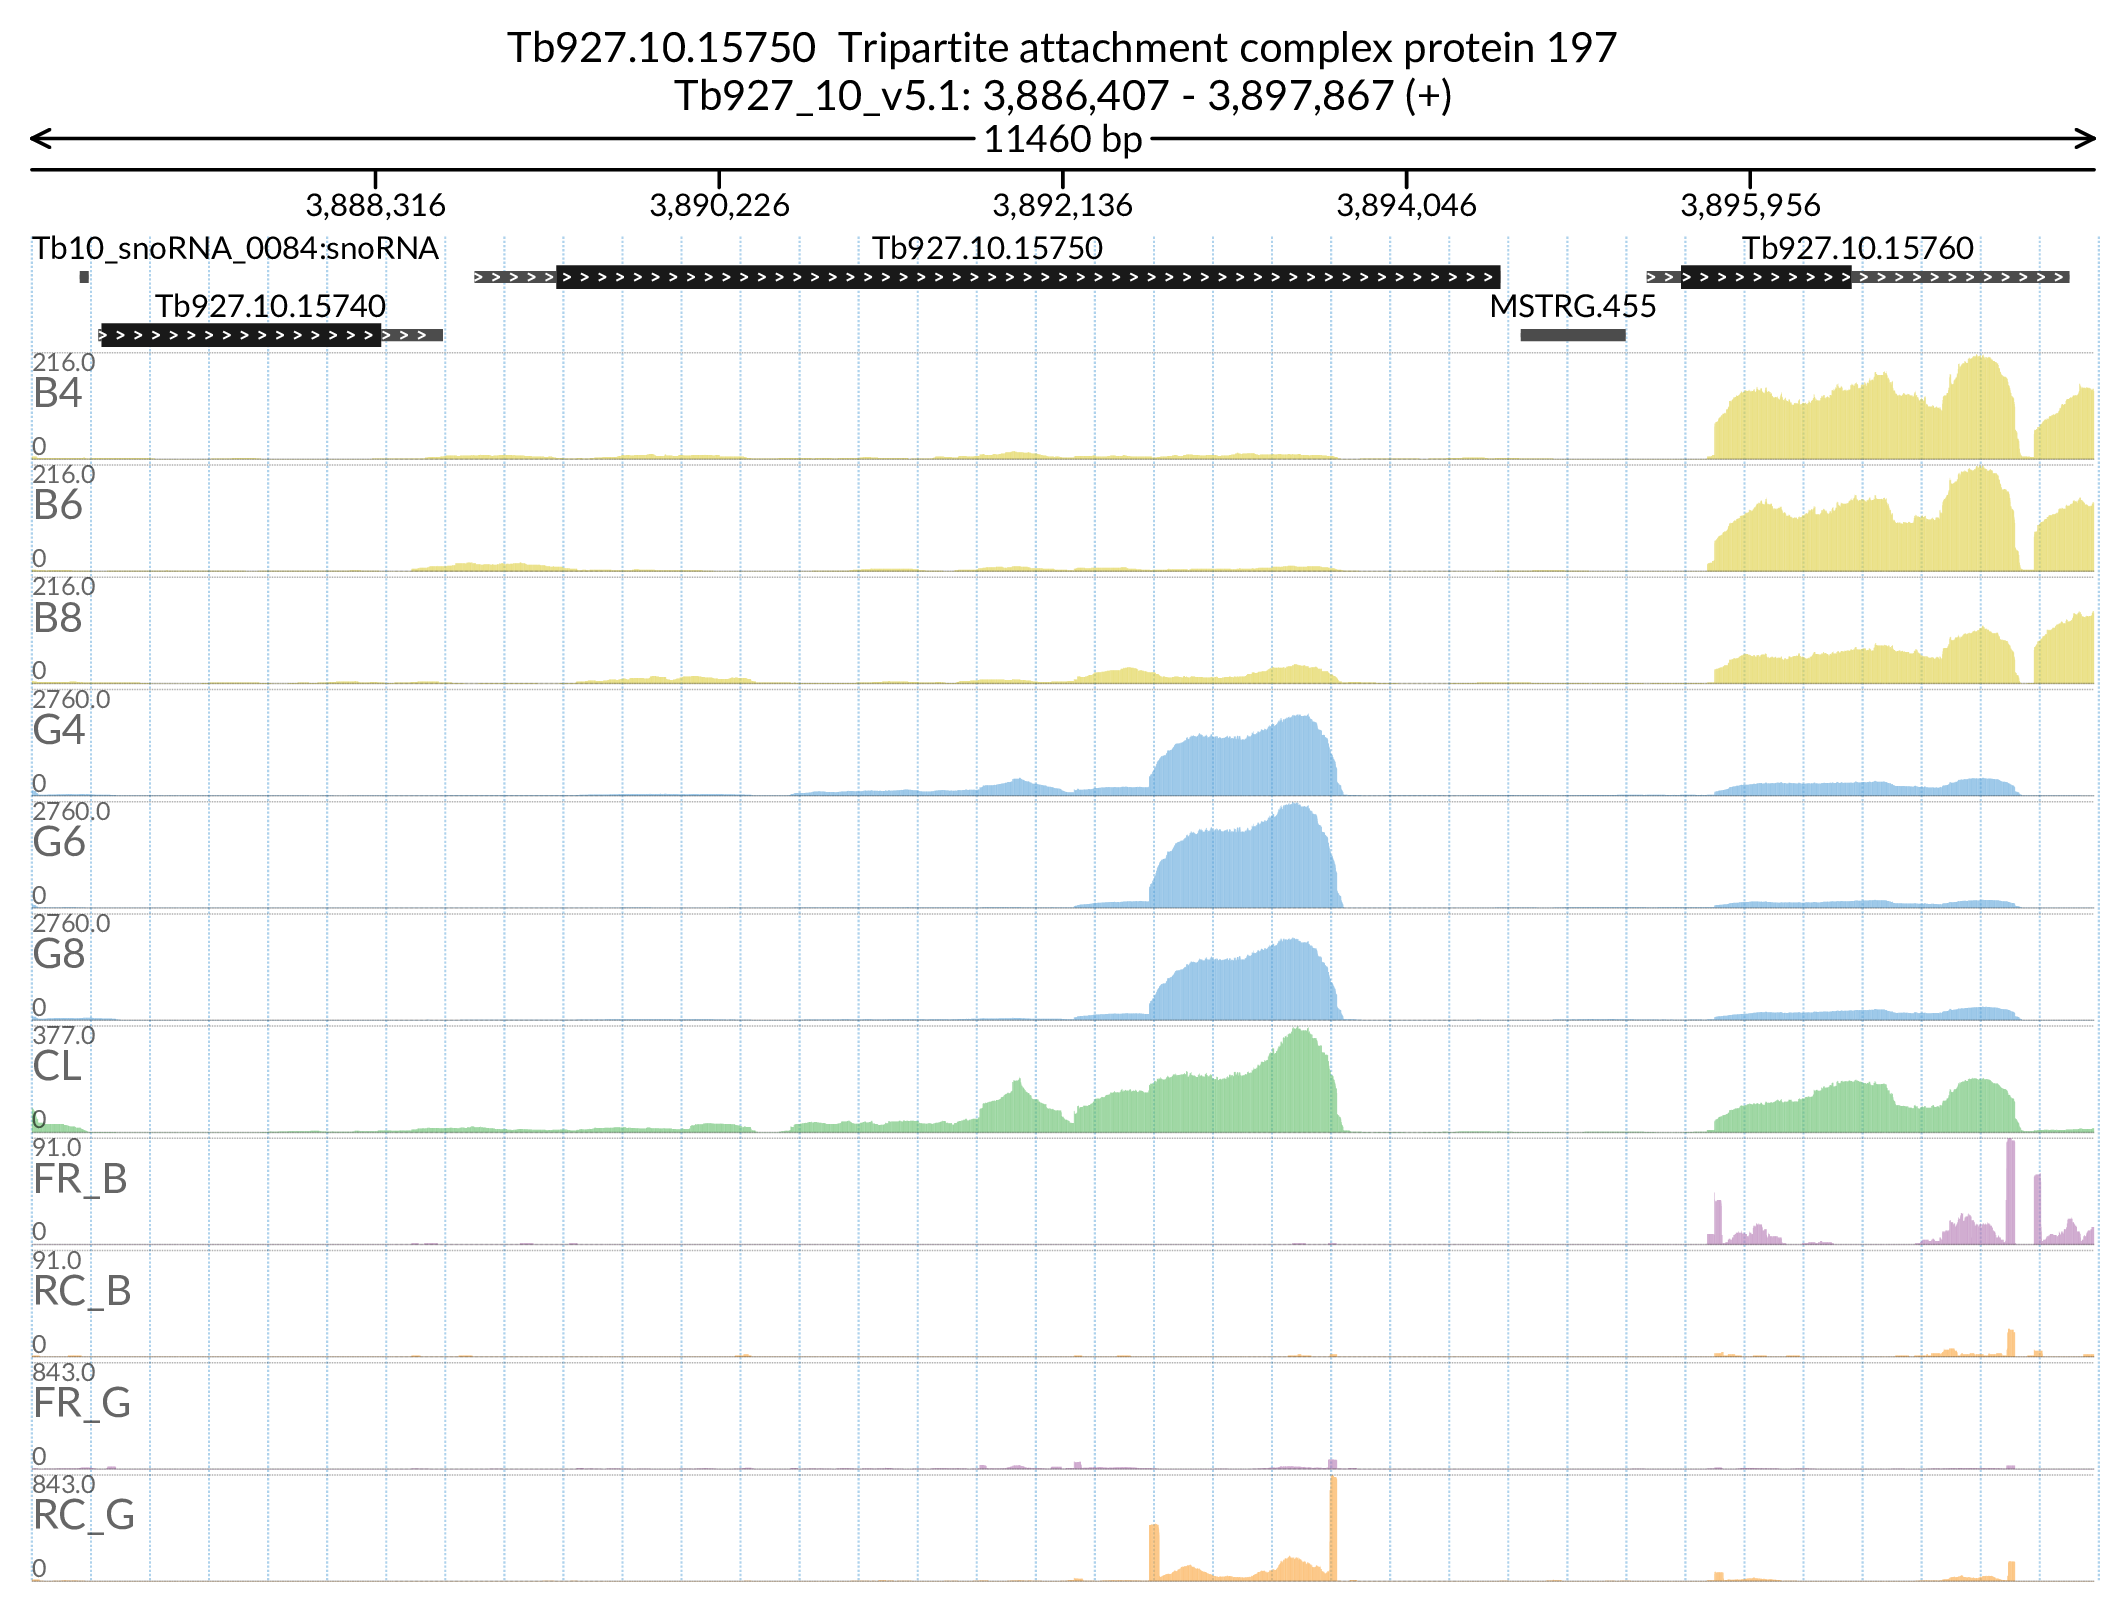 Tb927.10.15750  Tripartite attachment complex protein 197
Tb927_10_v5.1: 3,886,407 - 3,897,867 (+)
11460 bp
3,888,316 3,890,226 3,892,136 3,894,046 3,895,956
Tb10_snoRNA_0084:snoRNA Tb927.10.15750 Tb927.10.15760
Tb927.10.15740 MSTRG.455
216.0
B4
0
216.0
B6
0
216.0
B8
0
2760.0
G4
0
2760.0
G6
0
2760.0
G8
0
377.0
CL
0
91.0
FR_B
0
91.0
RC_B
0
843.0
FR_G
0
843.0
RC_G
0